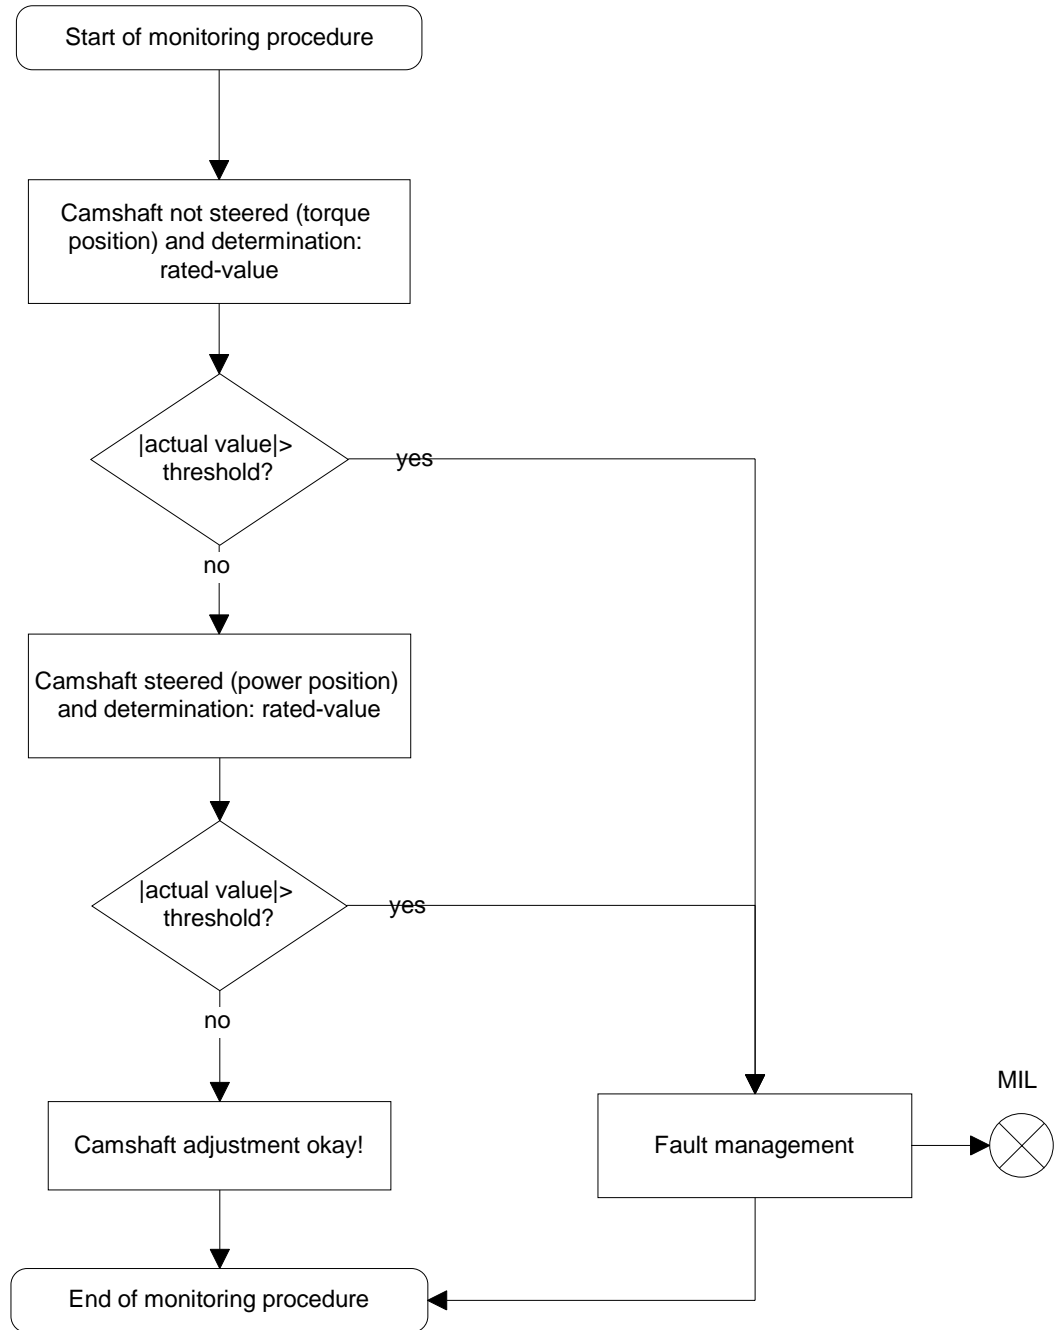 Start of monitoring procedure
Camshaft not steered (torque
position) and determination:
rated-value
|actual value|>
threshold?
yes
no
Camshaft steered (power position)
and determination: rated-value
|actual value|>
threshold?
yes
no
MIL
Camshaft adjustment okay!
Fault management
End of monitoring procedure